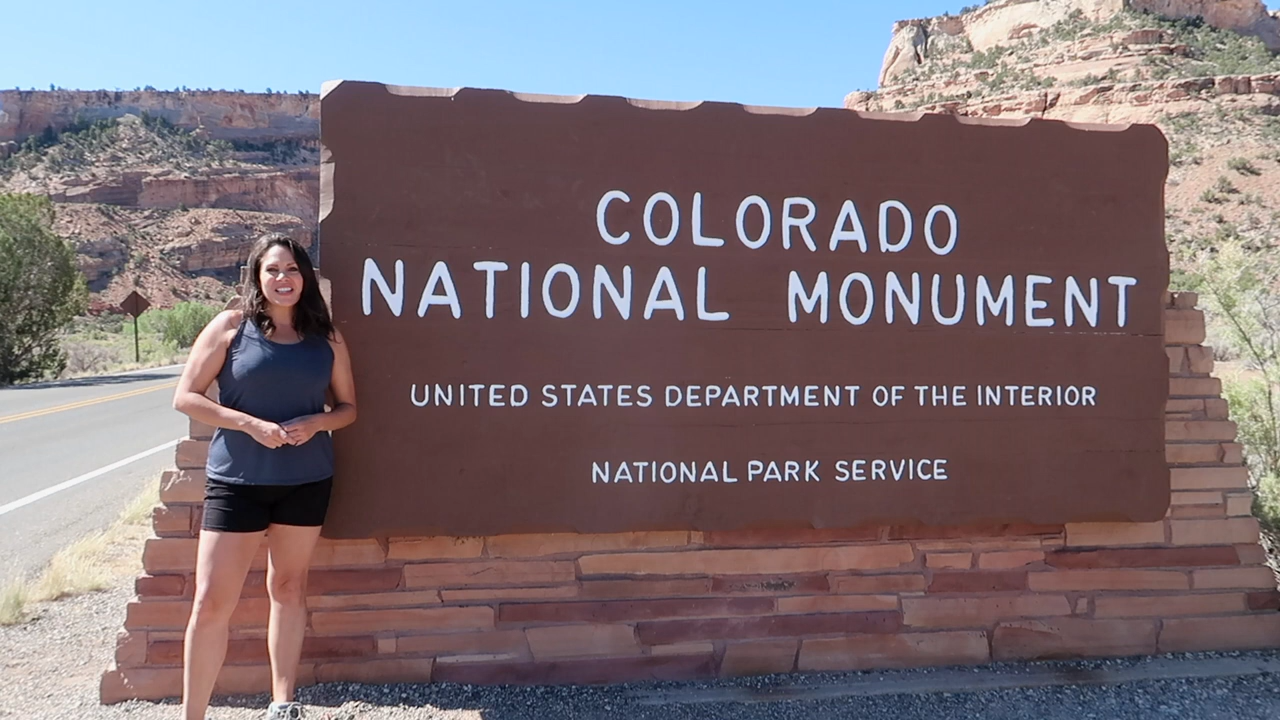 COLORADO
NATIONAL MONUMENT
UNITED STATES DEPARTMENT OF THE INTERIOR
NATIONAL PARK SERVICE